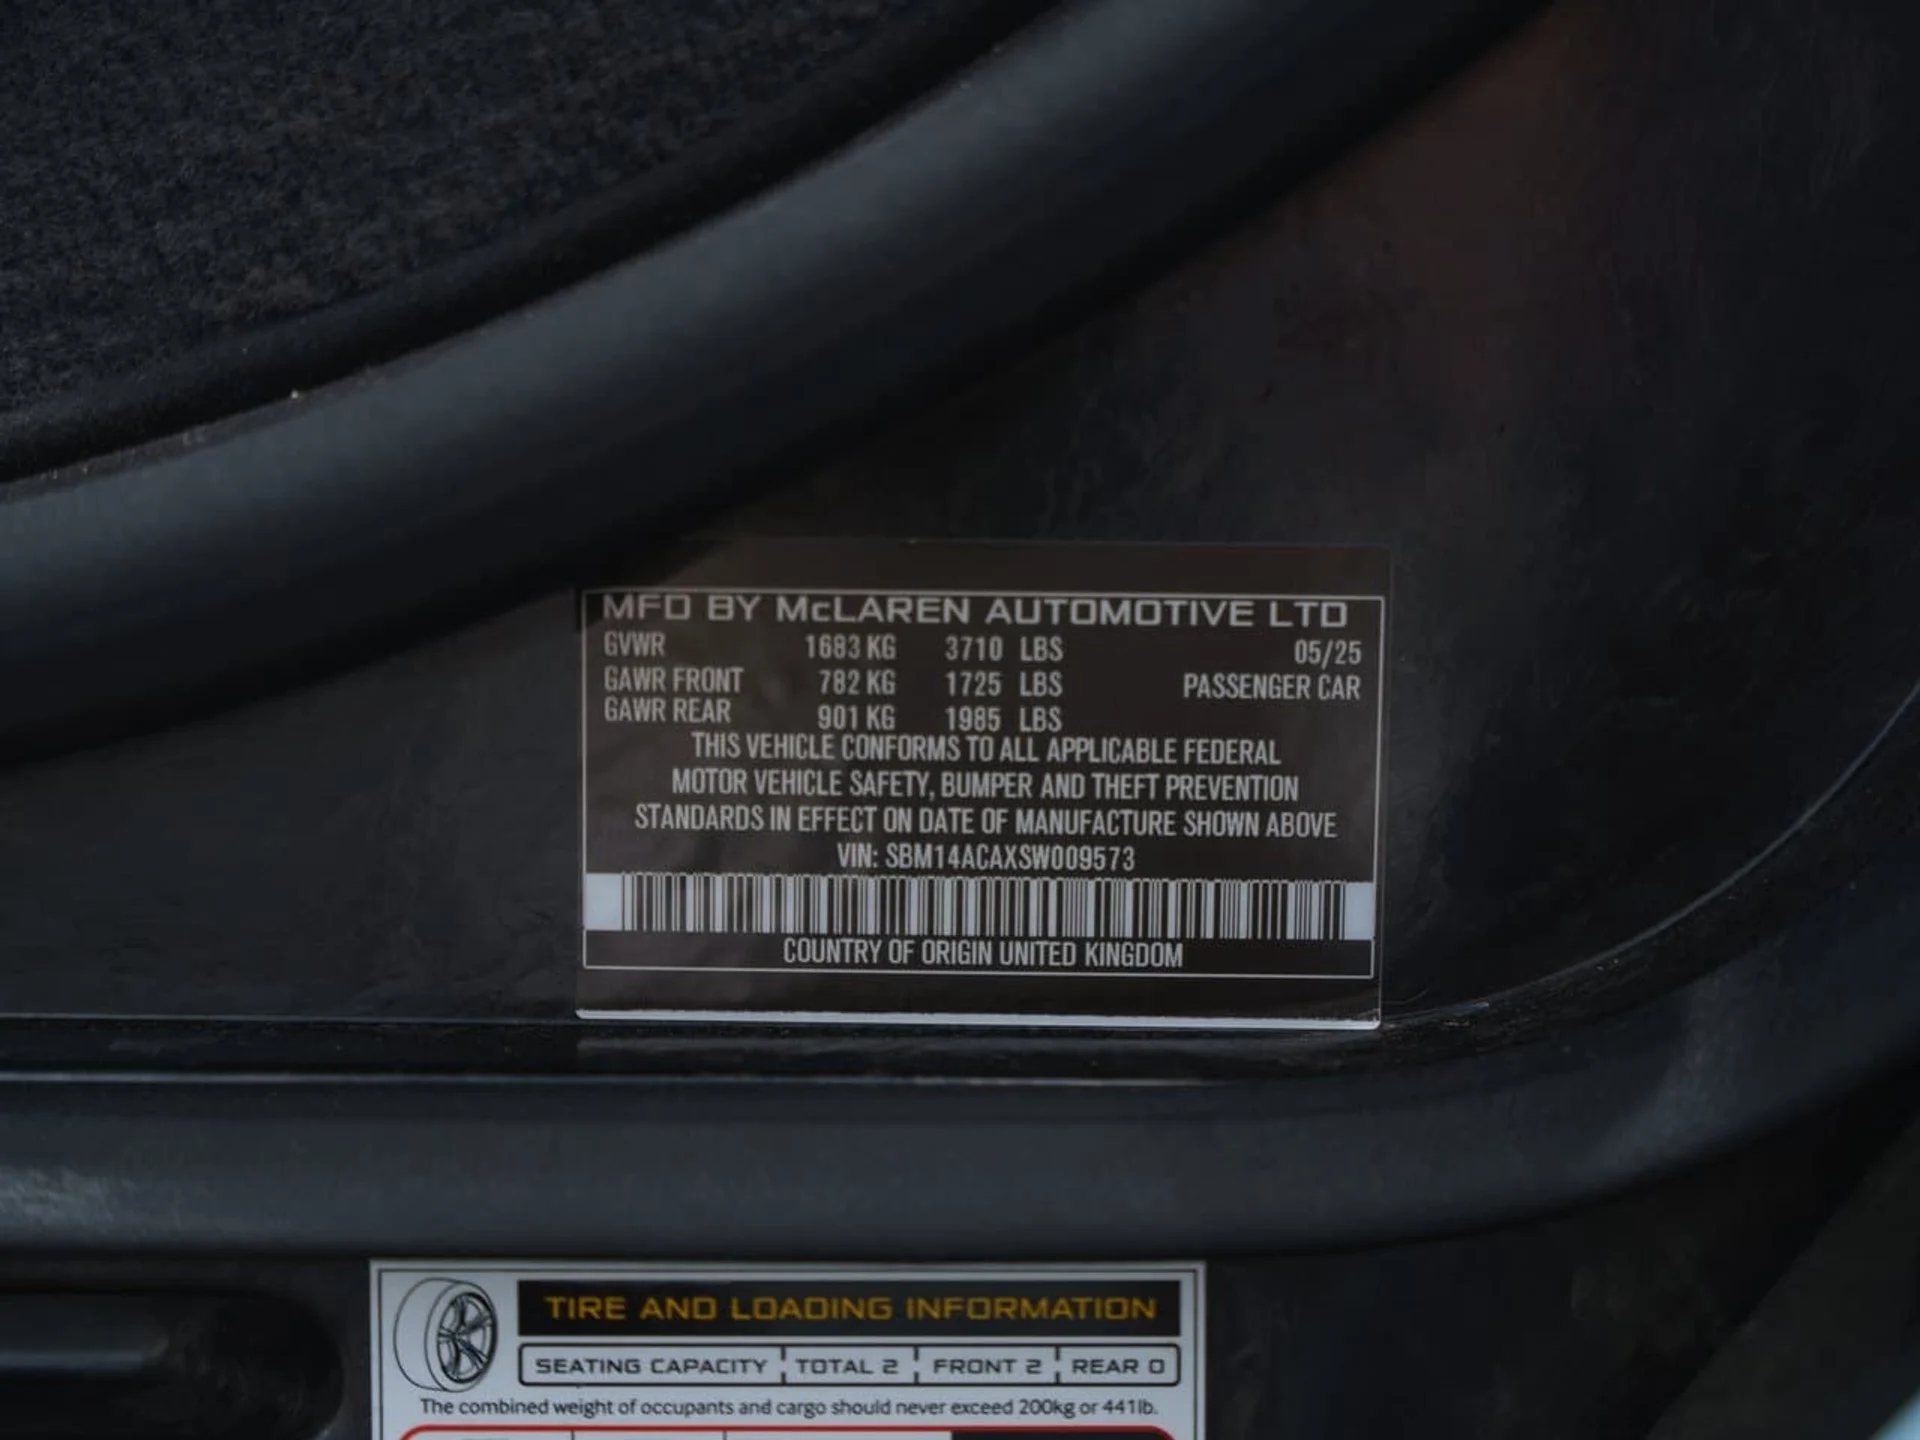 MFD BY McLAREN AUTOMOTIVE LTD
GVWR 1683 KG 3710 LBS 05/25
GAWR FRONT 782 KG 1725 LBS PASSENGER CAR
GAWR REAR 901 KG 1985 LBS
THIS VEHICLE CONFORMS TO ALL APPLICABLE FEDERAL
MOTOR VEHICLE SAFETY, BUMPER AND THEFT PREVENTION
STANDARDS IN EFFECT ON DATE OF MANUFACTURE SHOWN ABOVE
VIN: SBM14ACAXSW009573
COUNTRY OF ORIGIN UNITED KINGDOM
TIRE AND LOADING INFORMATION
SEATING CAPACITY TOTAL 2 FRONT 2 REAR 0
The combined weight of occupants and cargo should never exceed 200kg or 441lb.